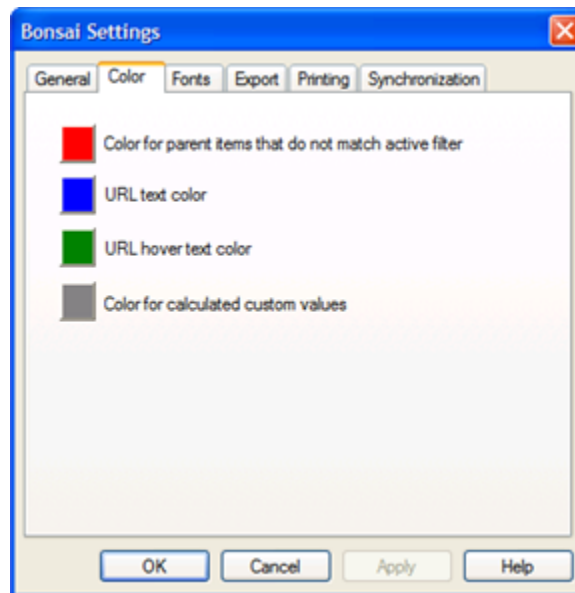 Bonsai Settings
General Color Fonts Export Printing Synchronization
Color for parent items that do not match active filter
URL text color
URL hover text color
Color for calculated custom values
OK Cancel Apply Help